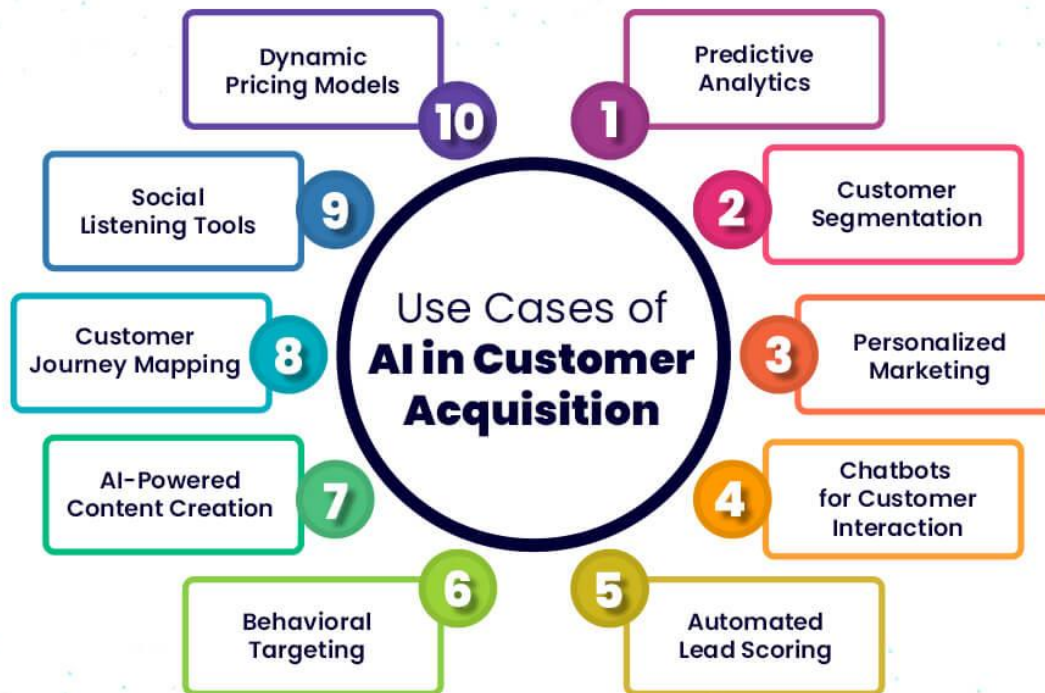 Use Cases of
AI in Customer
Acquisition
1
Predictive
Analytics
2
Customer
Segmentation
3
Personalized
Marketing
4
Chatbots
for Customer
Interaction
5
Automated
Lead Scoring
6
Behavioral
Targeting
7
AI-Powered
Content Creation
8
Customer
Journey Mapping
9
Social
Listening Tools
10
Dynamic
Pricing Models